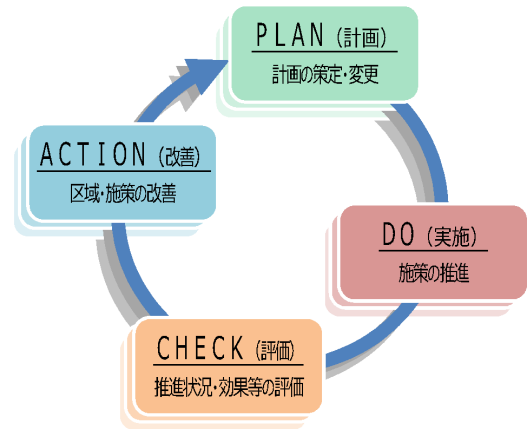 PLAN（計画）
計画の策定・変更
DO（実施）
施策の推進
CHECK（評価）
推進状況・効果等の評価
ACTION（改善）
区域・施策の改善